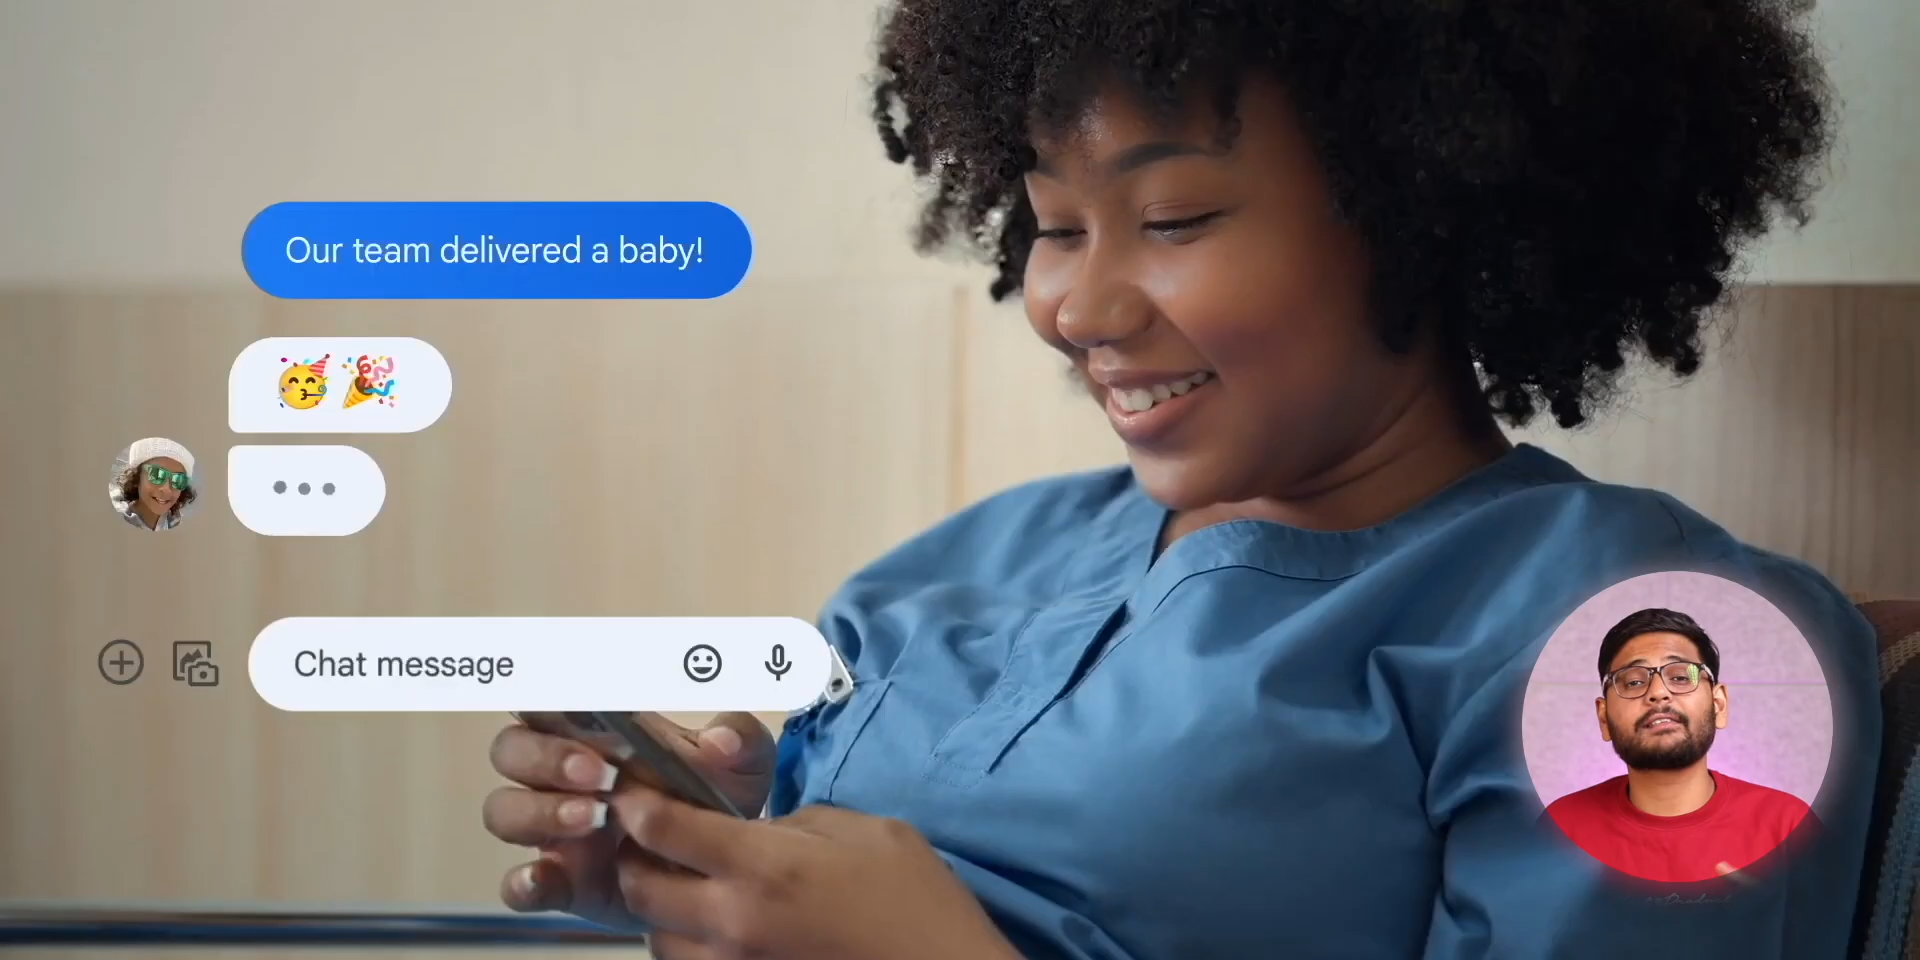 Our team delivered a baby!
🥳 🎉
Chat message